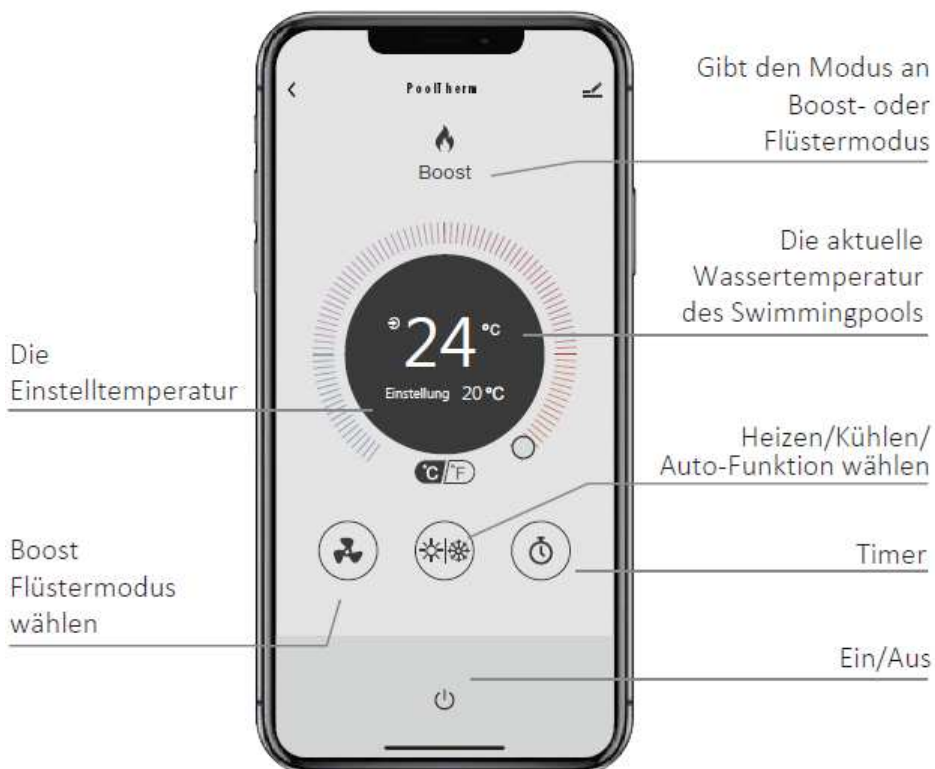 PoolTherm
Boost
24 °C
Einstellung 20 °C
°C/°F
Die
Einstelltemperatur
Boost
Flüstermodus
wählen
Gibt den Modus an
Boost- oder
Flüstermodus
Die aktuelle
Wassertemperatur
des Swimmingpools
Heizen/Kühlen/
Auto-Funktion wählen
Timer
Ein/Aus